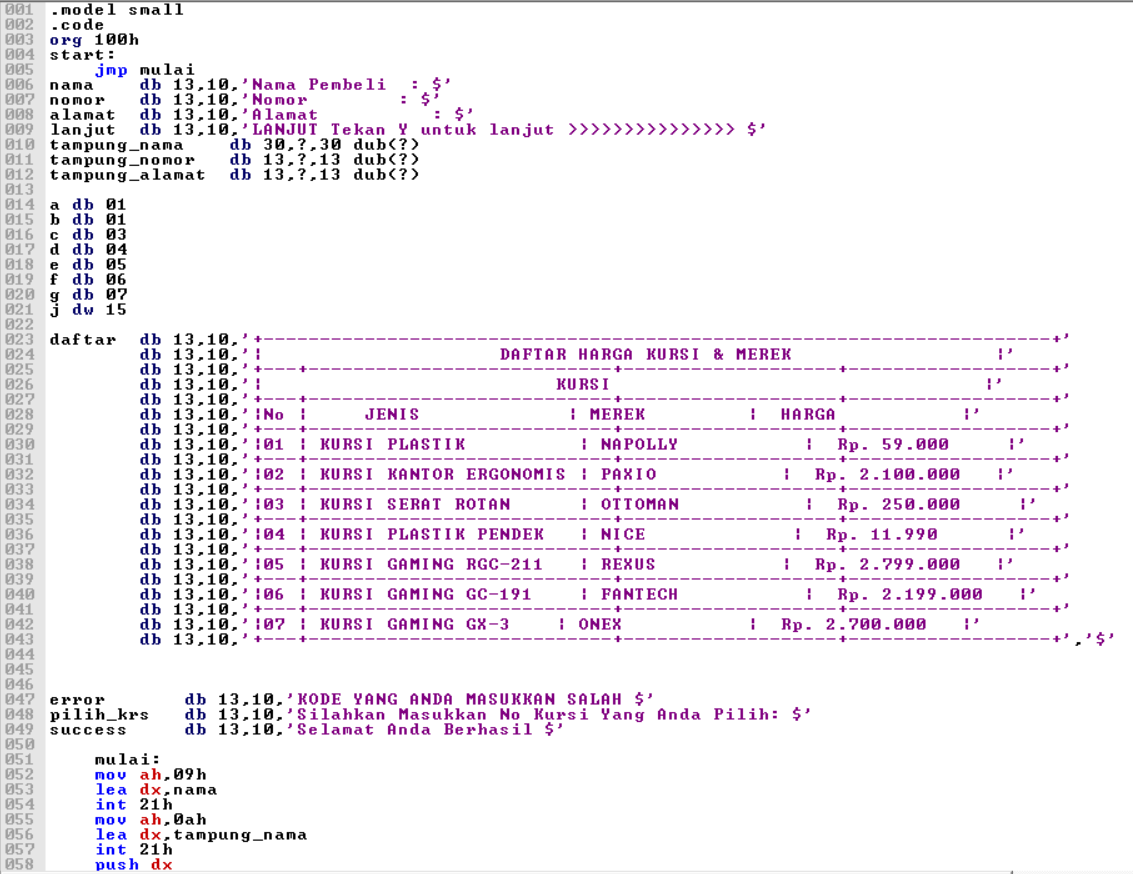 001 .model small
002 .code
003 org 100h
004 start:
005     jmp mulai
006 nama    db 13,10,'Nama Pembeli  : $'
007 nomor   db 13,10,'Nomor        : $'
008 alamat  db 13,10,'Alamat          : $'
009 lanjut  db 13,10,'LANJUT Tekan Y untuk lanjut >>>>>>>>>>>>>>> $'
010 tampung_nama    db 30,?,30 dub(?)
011 tampung_nomor   db 13,?,13 dub(?)
012 tampung_alamat  db 13,?,13 dub(?)
013
014 a db 01
015 b db 01
016 c db 03
017 d db 04
018 e db 05
019 f db 06
020 g db 07
021 j dw 15
022
023 daftar  db 13,10,'+-----------------------------------------------------------------------+'
024         db 13,10,'|                     DAFTAR HARGA KURSI & MEREK                  |'
025         db 13,10,'+---+----------------------------+-------------------+------------------+'
026         db 13,10,'|                          KURSI                                 |'
027         db 13,10,'+---+----------------------------+-------------------+------------------+'
028         db 13,10,'|No |     JENIS             | MEREK         |  HARGA           |'
029         db 13,10,'+---+----------------------------+-------------------+------------------+'
030         db 13,10,'|01 | KURSI PLASTIK          | NAPOLLY           |  Rp. 59.000     |'
031         db 13,10,'+---+----------------------------+-------------------+------------------+'
032         db 13,10,'|02 | KURSI KANTOR ERGONOMIS | PAXIO           |  Rp. 2.100.000   |'
033         db 13,10,'+---+----------------------------+-------------------+------------------+'
034         db 13,10,'|03 | KURSI SERAT ROTAN      | OTTOMAN           |  Rp. 250.000     |'
035         db 13,10,'+---+----------------------------+-------------------+------------------+'
036         db 13,10,'|04 | KURSI PLASTIK PENDEK   | NICE             |  Rp. 11.990      |'
037         db 13,10,'+---+----------------------------+-------------------+------------------+'
038         db 13,10,'|05 | KURSI GAMING RGC-211   | REXUS           |  Rp. 2.799.000   |'
039         db 13,10,'+---+----------------------------+-------------------+------------------+'
040         db 13,10,'|06 | KURSI GAMING GC-191    | FANTECH           |  Rp. 2.199.000   |'
041         db 13,10,'+---+----------------------------+-------------------+------------------+'
042         db 13,10,'|07 | KURSI GAMING GX-3    | ONEX           |  Rp. 2.700.000   |'
043         db 13,10,'+---+----------------------------+-------------------+------------------+','$'
044
045
046
047 error       db 13,10,'KODE YANG ANDA MASUKKAN SALAH $'
048 pilih_krs   db 13,10,'Silahkan Masukkan No Kursi Yang Anda Pilih: $'
049 success     db 13,10,'Selamat Anda Berhasil $'
050
051     mulai:
052     mov ah,09h
053     lea dx,nama
054     int 21h
055     mov ah,0ah
056     lea dx,tampung_nama
057     int 21h
058     push dx